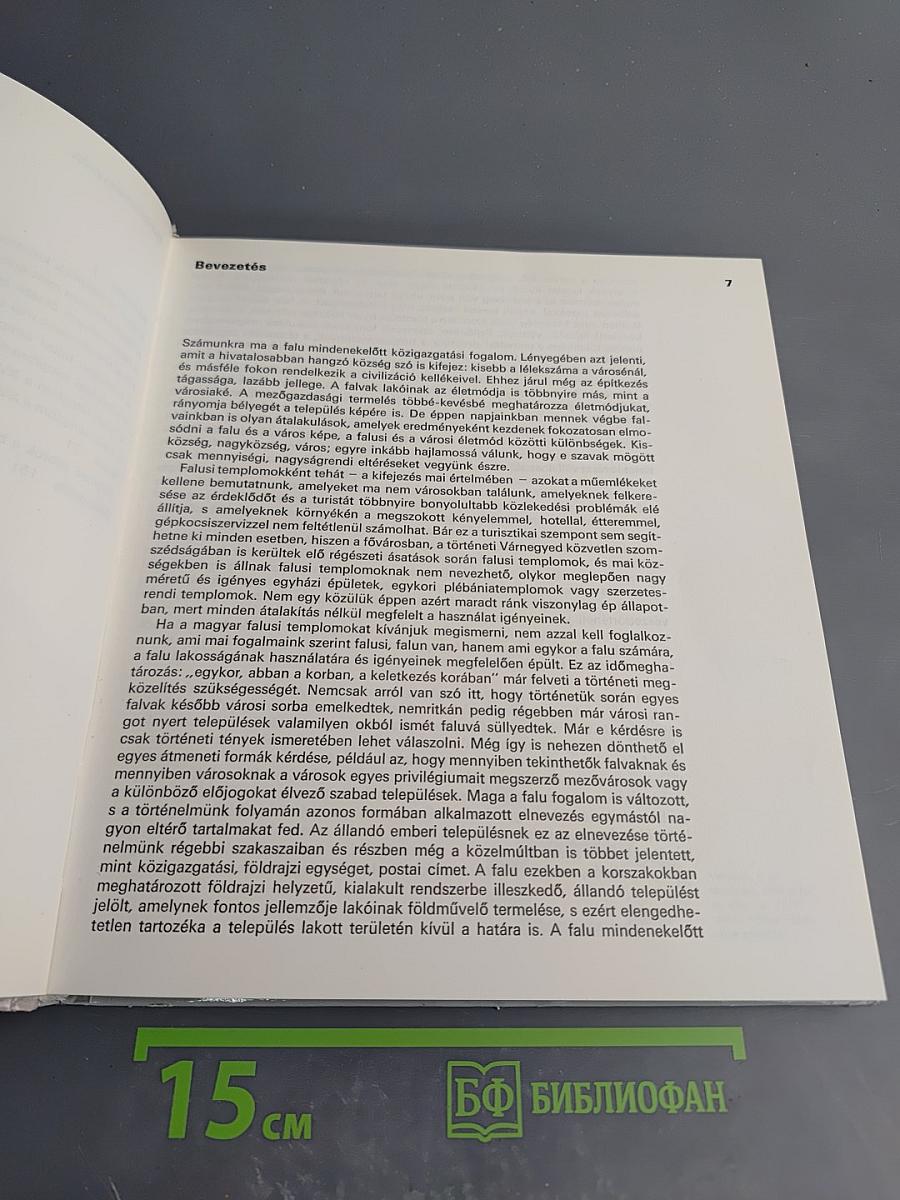 Bevezetés
7
Számunkra ma a falu mindenekelőtt közigazgatási fogalom. Lényegében azt jelenti,
amit a hivatalosabban hangzó község szó is kifejez: kisebb a lélekszáma a városénál,
és másféle fokon rendelkezik a civilizáció kellékeivel. Ehhez járul még az építkezés
tágassága, lazább jellege. A falvak lakóinak az életmódja is többnyire más, mint a
városiaké. A mezőgazdasági termelés többé-kevésbé meghatározza életmódjukat,
rányomja bélyegét a település képére is. De éppen napjainkban mennek végbe fal-
vainkban is olyan átalakulások, amelyek eredményeként kezdenek fokozatosan elmo-
sódni a falu és a város képe, a falusi és a városi életmód közötti különbségek. Kis-
község, nagyközség, város; egyre inkább hajlamossá válunk, hogy e szavak mögött
csak mennyiségi, nagyságrendi eltéréseket vegyünk észre.
Falusi templomokként tehát – a kifejezés mai értelmében – azokat a műemlékeket
kellene bemutatnunk, amelyeket ma nem városokban találunk, amelyeknek felkere-
sése az érdeklődőt és a turistát többnyire bonyolultabb közlekedési problémák elé
állítja, s amelyeknek környékén a megszokott kényelemmel, hotellal, étteremmel,
gépkocsiszervizzel nem feltétlenül számolhat. Bár ez a turisztikai szempont sem segít-
hetne ki minden esetben, hiszen a fővárosban, a történeti Várnegyed közvetlen szom-
szédságában is kerültek elő régészeti ásatások során falusi templomok, és mai köz-
ségekben is állnak falusi templomoknak nem nevezhető, olykor meglepően nagy
méretű és igényes egyházi épületek, egykori plébániatemplomok vagy szerzetes-
rendi templomok. Nem egy közülük éppen azért maradt ránk viszonylag ép állapot-
ban, mert minden átalakítás nélkül megfelelt a használat igényeinek.
Ha a magyar falusi templomokat kívánjuk megismerni, nem azzal kell foglalkoz-
nunk, ami mai fogalmaink szerint falusi, falun van, hanem ami egykor a falu számára,
a falu lakosságának használatára és igényeinek megfelelően épült. Ez az időmegha-
tározás: „egykor, abban a korban, a keletkezés korában” már felveti a történeti meg-
közelítés szükségességét. Nemcsak arról van szó itt, hogy történetük során egyes
falvak később városi sorba emelkedtek, nemritkán pedig régebben már városi ran-
got nyert települések valamilyen okból ismét faluvá süllyedtek. Már e kérdésre is
csak történeti tények ismeretében lehet válaszolni. Még így is nehezen dönthető el
egyes átmeneti formák kérdése, például az, hogy mennyiben tekinthetők falvaknak és
mennyiben városoknak a városok egyes privilégiumait megszerző mezővárosok vagy
a különböző előjogokat élvező szabad települések. Maga a falu fogalom is változott,
s a történelmünk folyamán azonos formában alkalmazott elnevezés egymástól na-
gyon eltérő tartalmakat fed. Az állandó emberi településnek ez az elnevezése törté-
nelmünk régebbi szakaszaiban és részben még a közelmúltban is többet jelentett,
mint közigazgatási, földrajzi egységet, postai címet. A falu ezekben a korszakokban
meghatározott földrajzi helyzetű, kialakult rendszerbe illeszkedő, állandó települést
jelölt, amelynek fontos jellemzője lakóinak földművelő termelése, s ezért elengedhe-
tetlen tartozéka a település lakott területén kívül a határa is. A falu mindenekelőtt
15 см
БФ БИБЛИОФАН